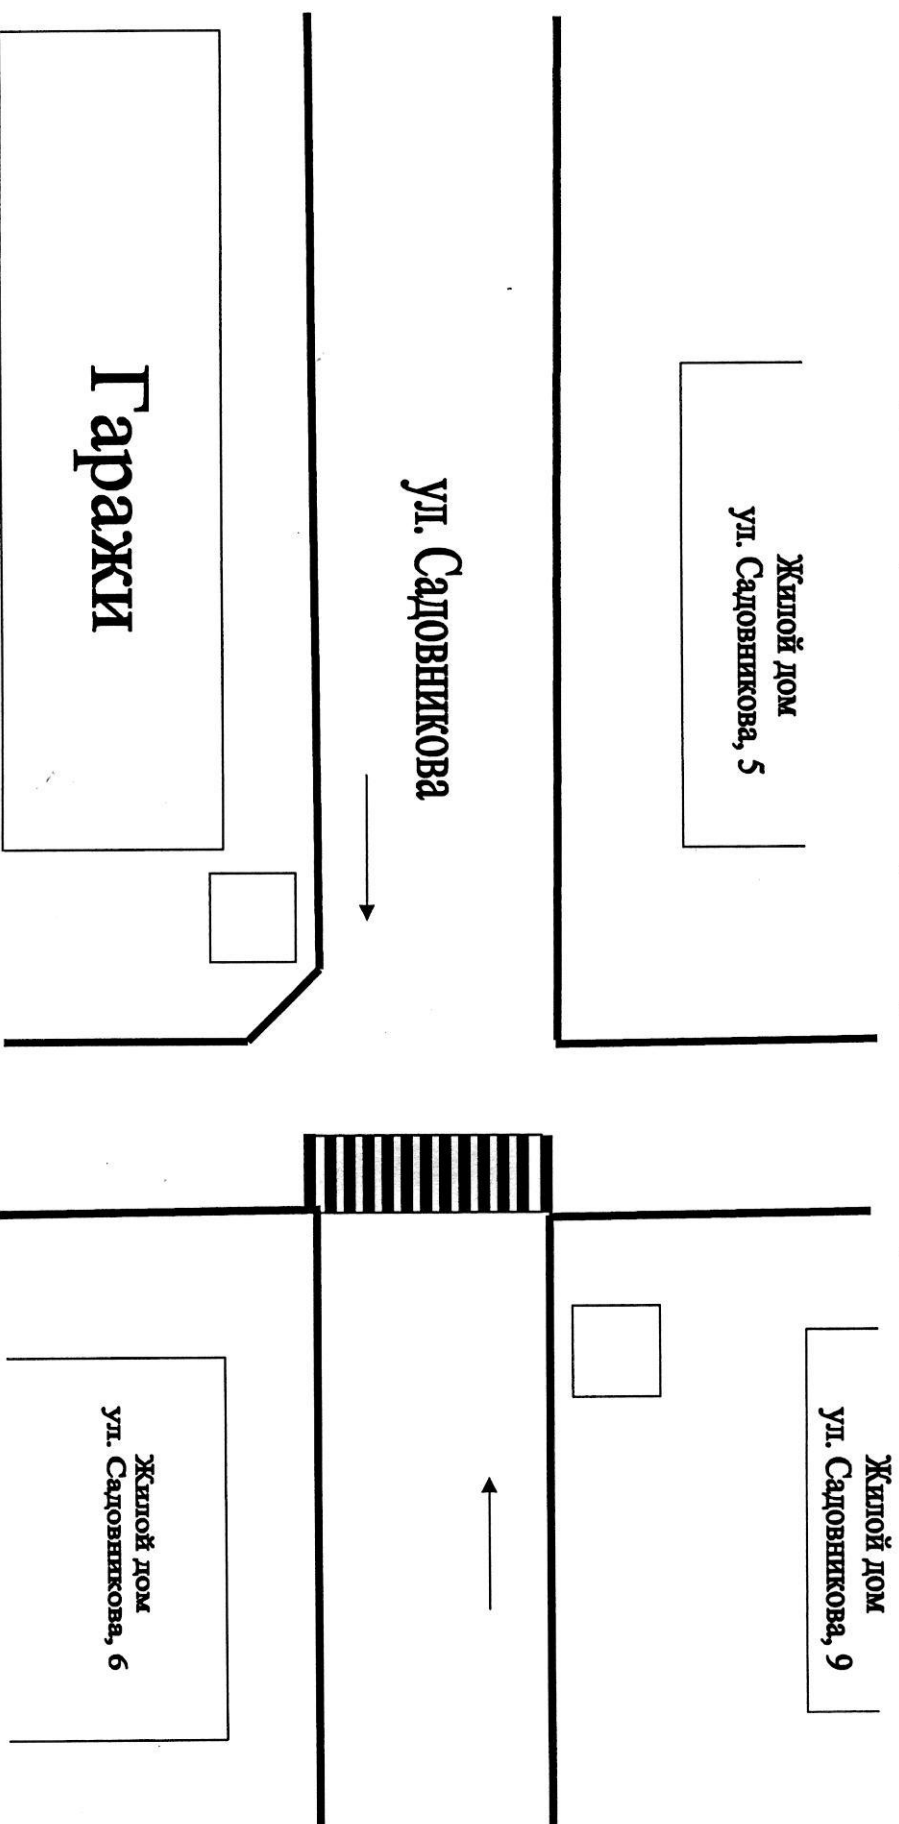 Жилой дом
ул. Садовникова, 5
Жилой дом
ул. Садовникова, 9
ул. Садовникова
Гаражи
Жилой дом
ул. Садовникова, 6